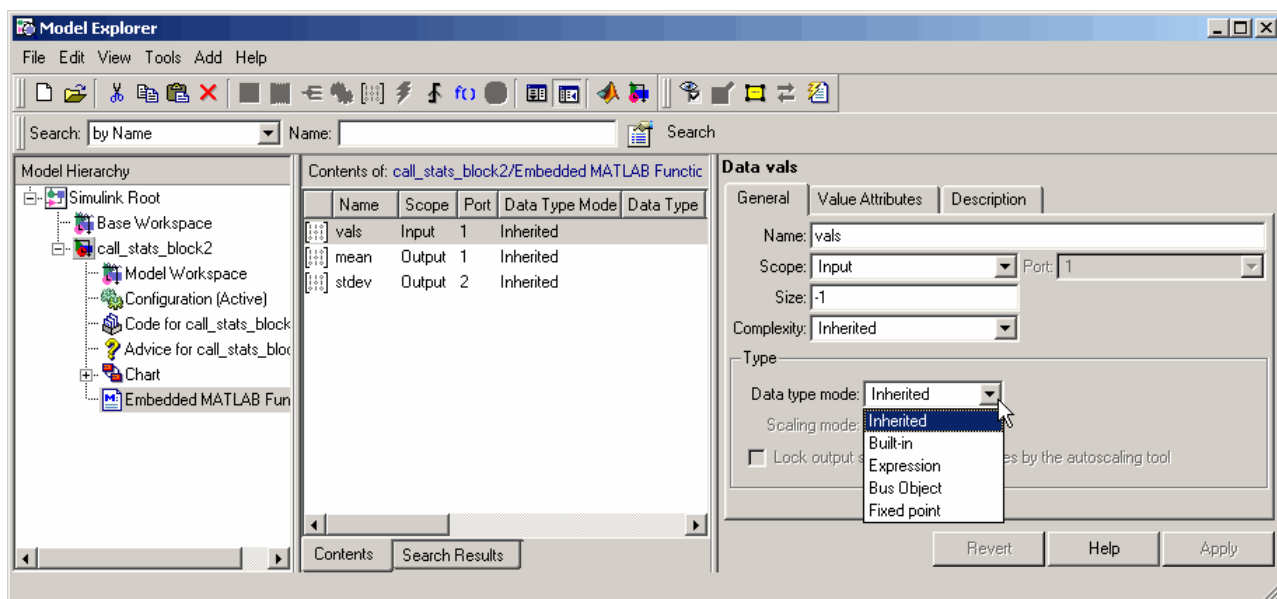 Model Explorer
File Edit View Tools Add Help
Search: by Name Name: Search
Model Hierarchy
Simulink Root
Base Workspace
call_stats_block2
Model Workspace
Configuration (Active)
Code for call_stats_block
Advice for call_stats_bloc
Chart
Embedded MATLAB Fun
Contents of: call_stats_block2/Embedded MATLAB Functic
Name Scope Port Data Type Mode Data Type
vals Input 1 Inherited
mean Output 1 Inherited
stdev Output 2 Inherited
Contents Search Results
Data vals
General Value Attributes Description
Name: vals
Scope: Input Port: 1
Size: -1
Complexity: Inherited
Type
Data type mode: Inherited
Scaling mode:
Inherited
Built-in
Lock output s es by the autoscaling tool
Expression
Bus Object
Fixed point
Revert Help Apply